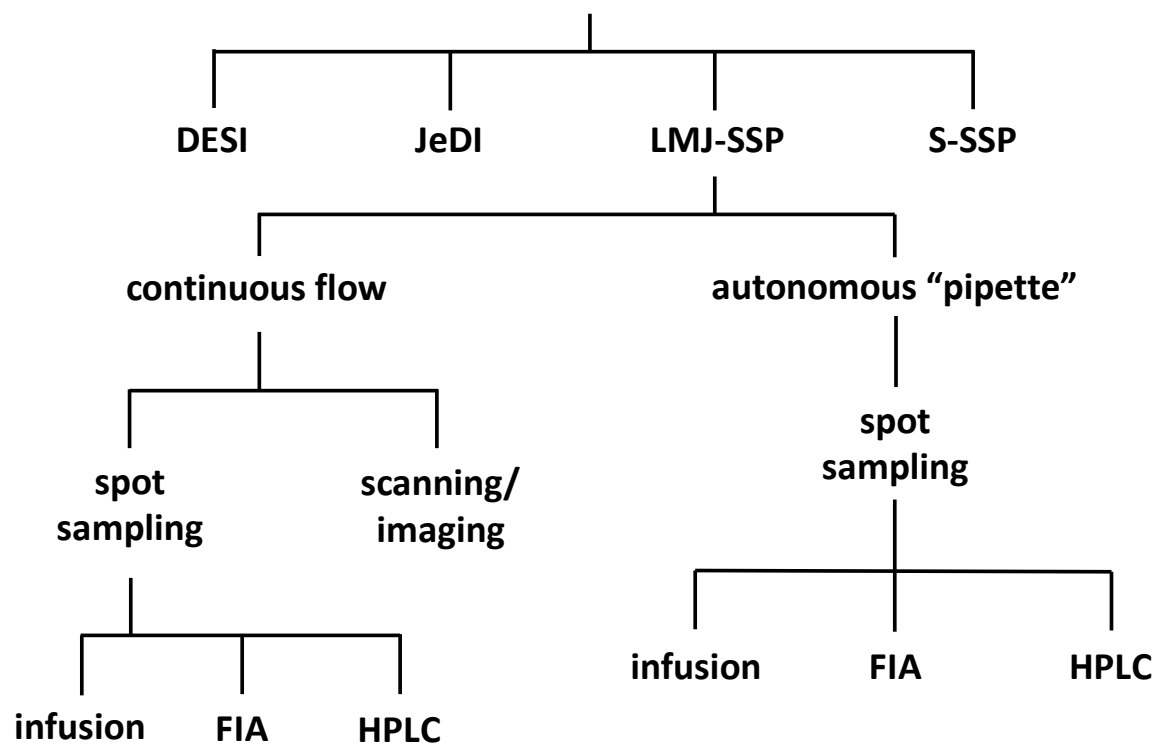 DESI JeDI LMJ-SSP S-SSP
continuous flow autonomous “pipette”
spot
sampling
scanning/
imaging
spot
sampling
infusion FIA HPLC
infusion FIA HPLC